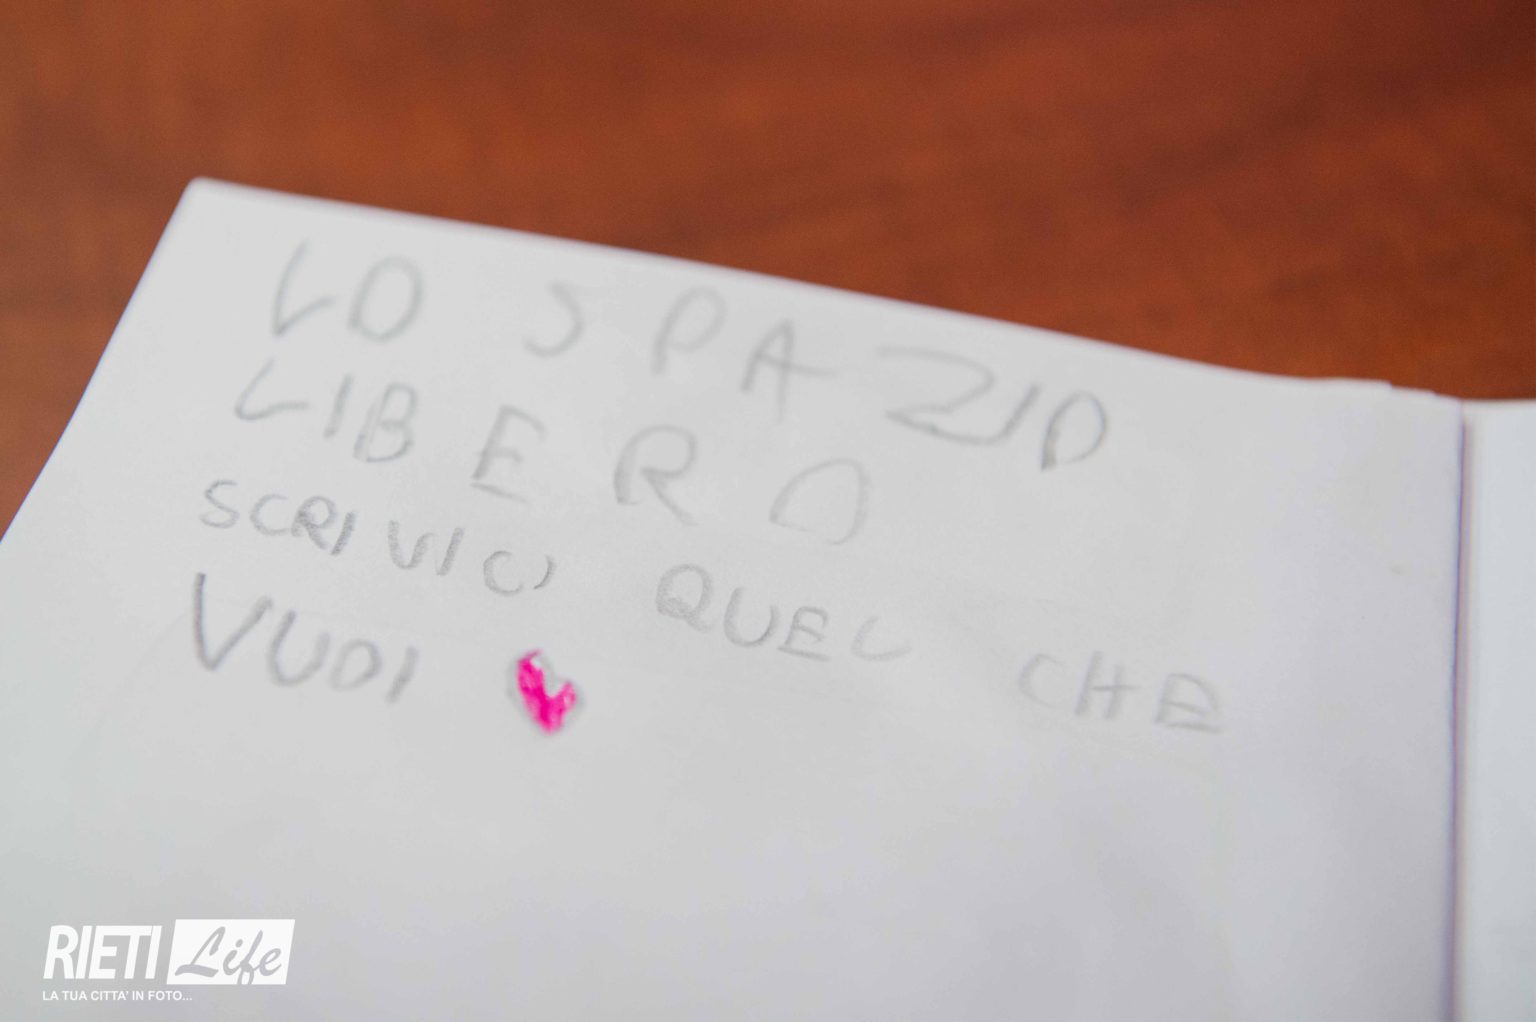 LO SPAZIO
LIBERO
SCRIVICI QUEL CHE
VUOI
RIETI Life
LA TUA CITTA' IN FOTO...